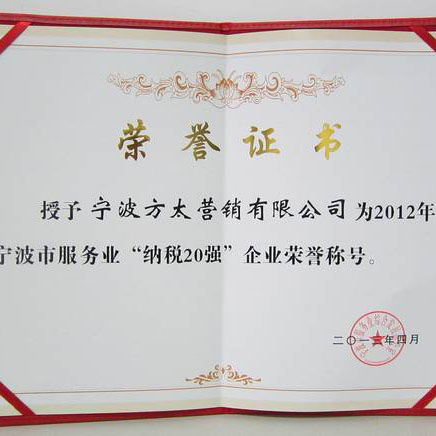 荣誉证书
授予宁波方太营销有限公司为2012年
宁波市服务业“纳税20强”企业荣誉称号。
二〇一三年四月